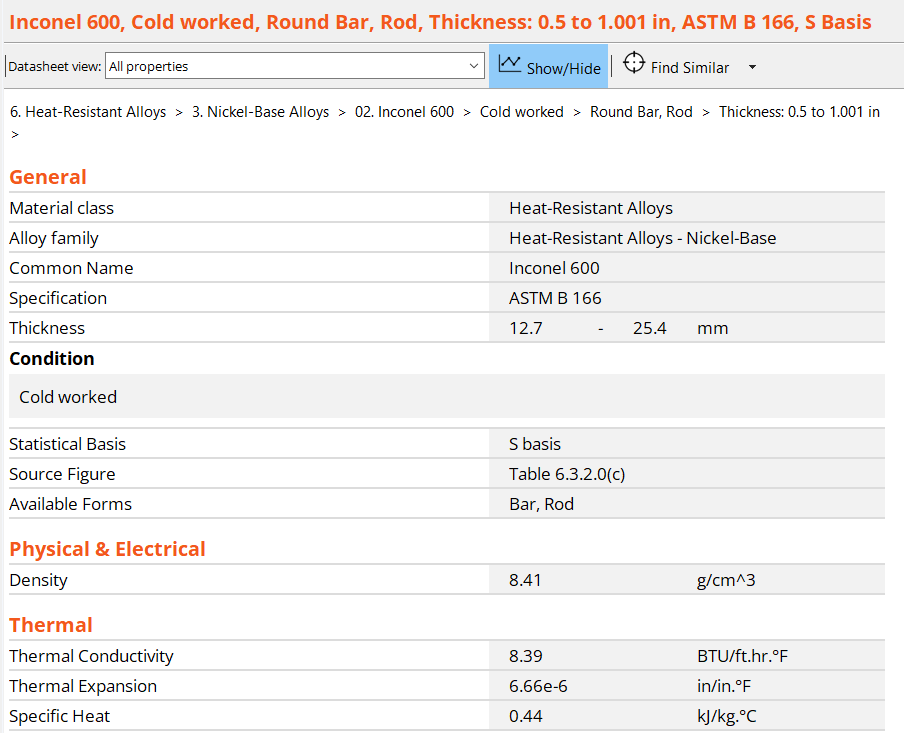 Inconel 600, Cold worked, Round Bar, Rod, Thickness: 0.5 to 1.001 in, ASTM B 166, S Basis
Datasheet view: All properties Show/Hide Find Similar
6. Heat-Resistant Alloys > 3. Nickel-Base Alloys > 02. Inconel 600 > Cold worked > Round Bar, Rod > Thickness: 0.5 to 1.001 in
>
General
Material class Heat-Resistant Alloys
Alloy family Heat-Resistant Alloys - Nickel-Base
Common Name Inconel 600
Specification ASTM B 166
Thickness 12.7 - 25.4 mm
Condition
Cold worked
Statistical Basis S basis
Source Figure Table 6.3.2.0(c)
Available Forms Bar, Rod
Physical & Electrical
Density 8.41 g/cm^3
Thermal
Thermal Conductivity 8.39 BTU/ft.hr.°F
Thermal Expansion 6.66e-6 in/in.°F
Specific Heat 0.44 kJ/kg.°C